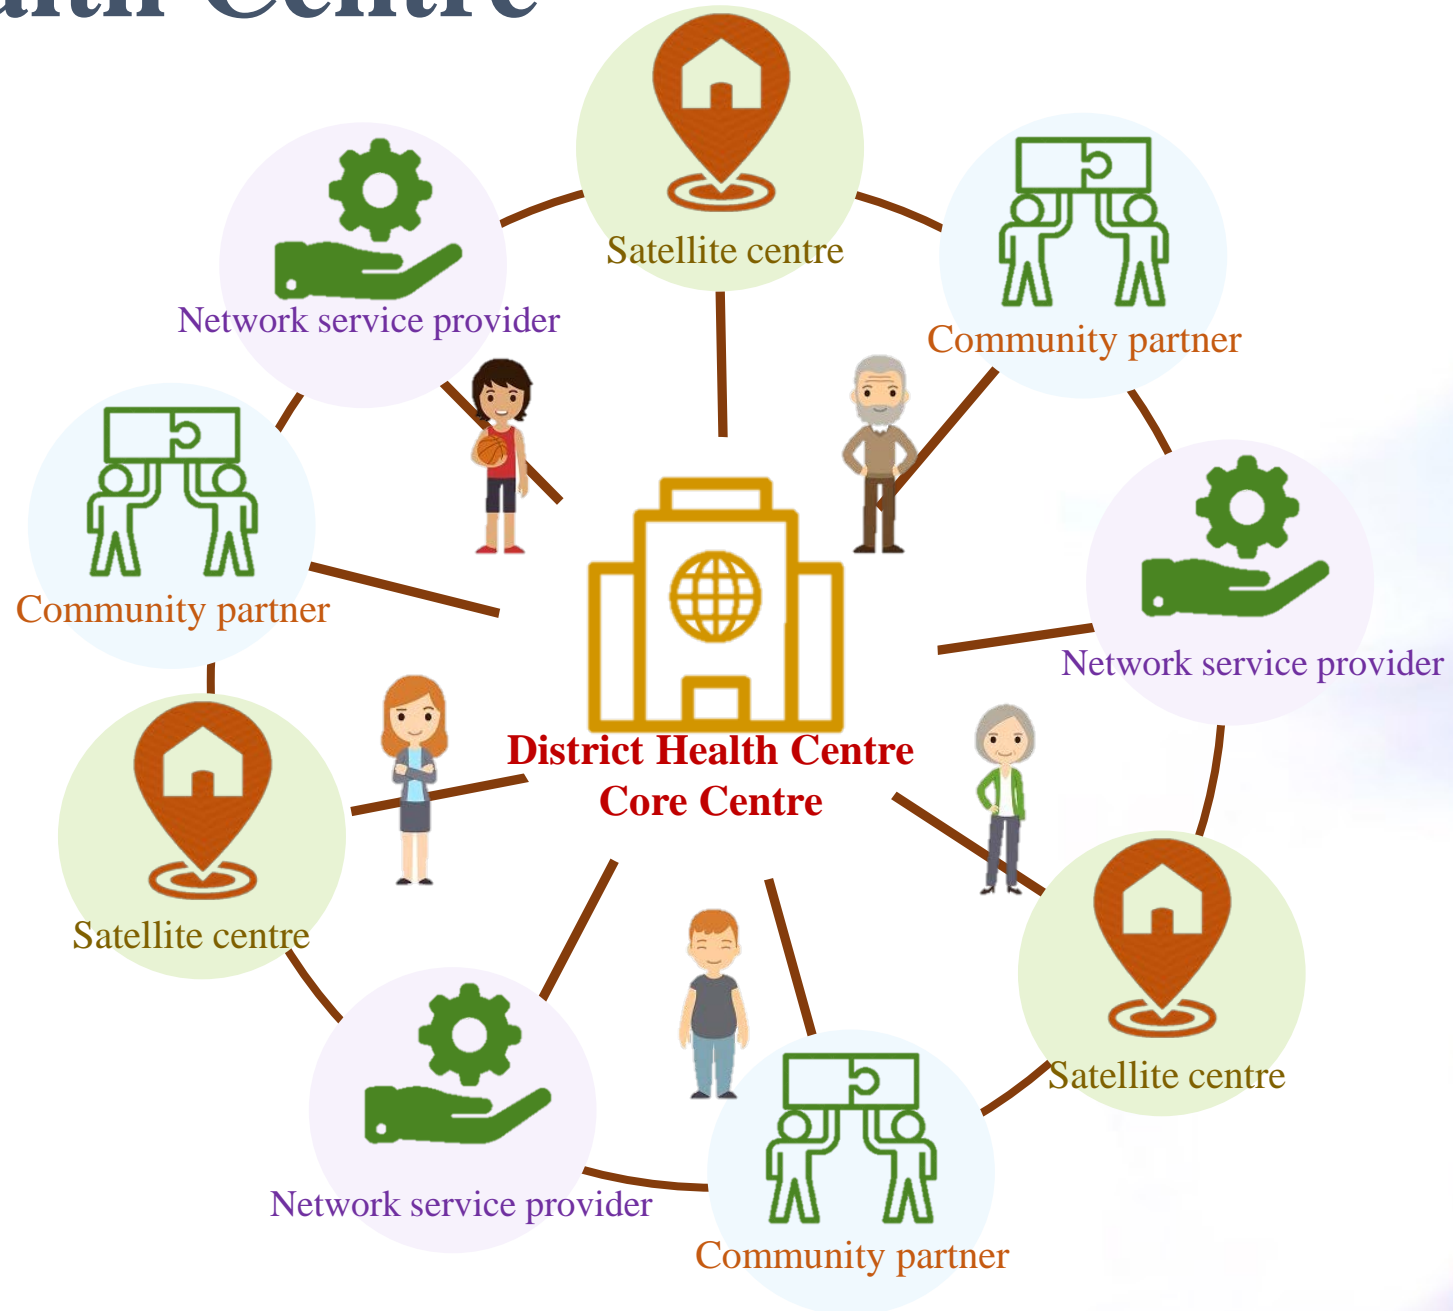 Centre
Satellite centre
Network service provider
Community partner
Community partner
Network service provider
District Health Centre
Core Centre
Satellite centre
Satellite centre
Network service provider
Community partner